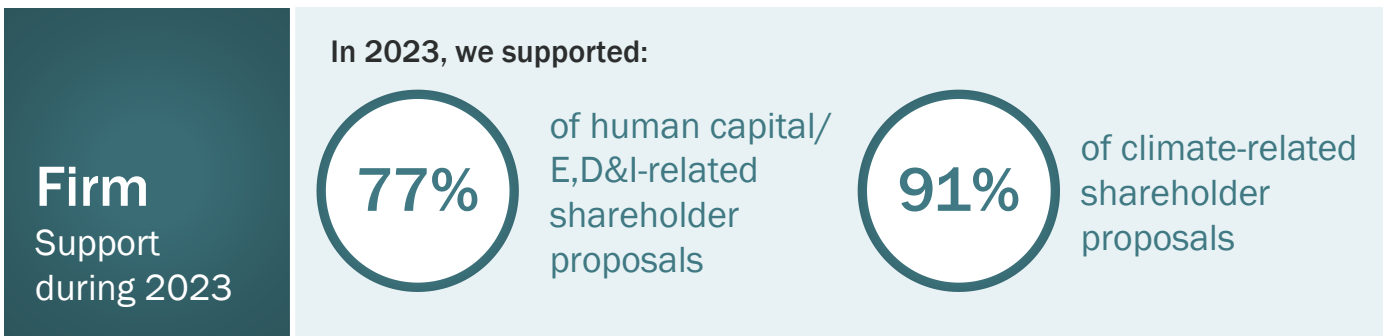 Firm
Support
during 2023
In 2023, we supported:
77%
of human capital/
E,D&I-related
shareholder
proposals
91%
of climate-related
shareholder
proposals